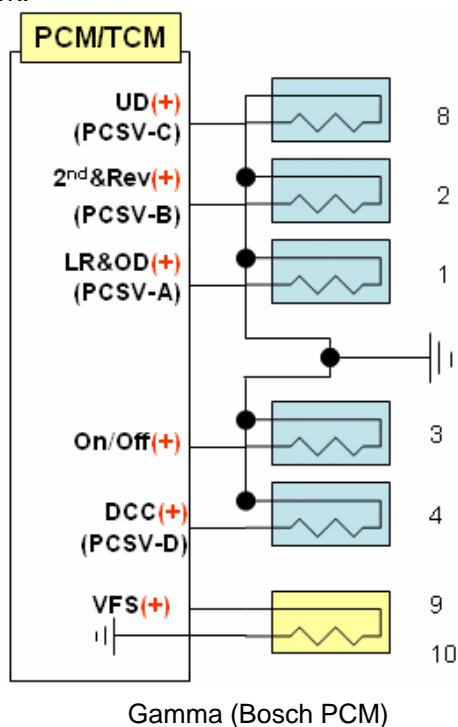 PCM/TCM
UD(+)
(PCSV-C)
8
2nd&Rev(+)
(PCSV-B)
2
LR&OD(+)
(PCSV-A)
1
On/Off(+)
3
DCC(+)
(PCSV-D)
4
VFS(+)
9
10
Gamma (Bosch PCM)